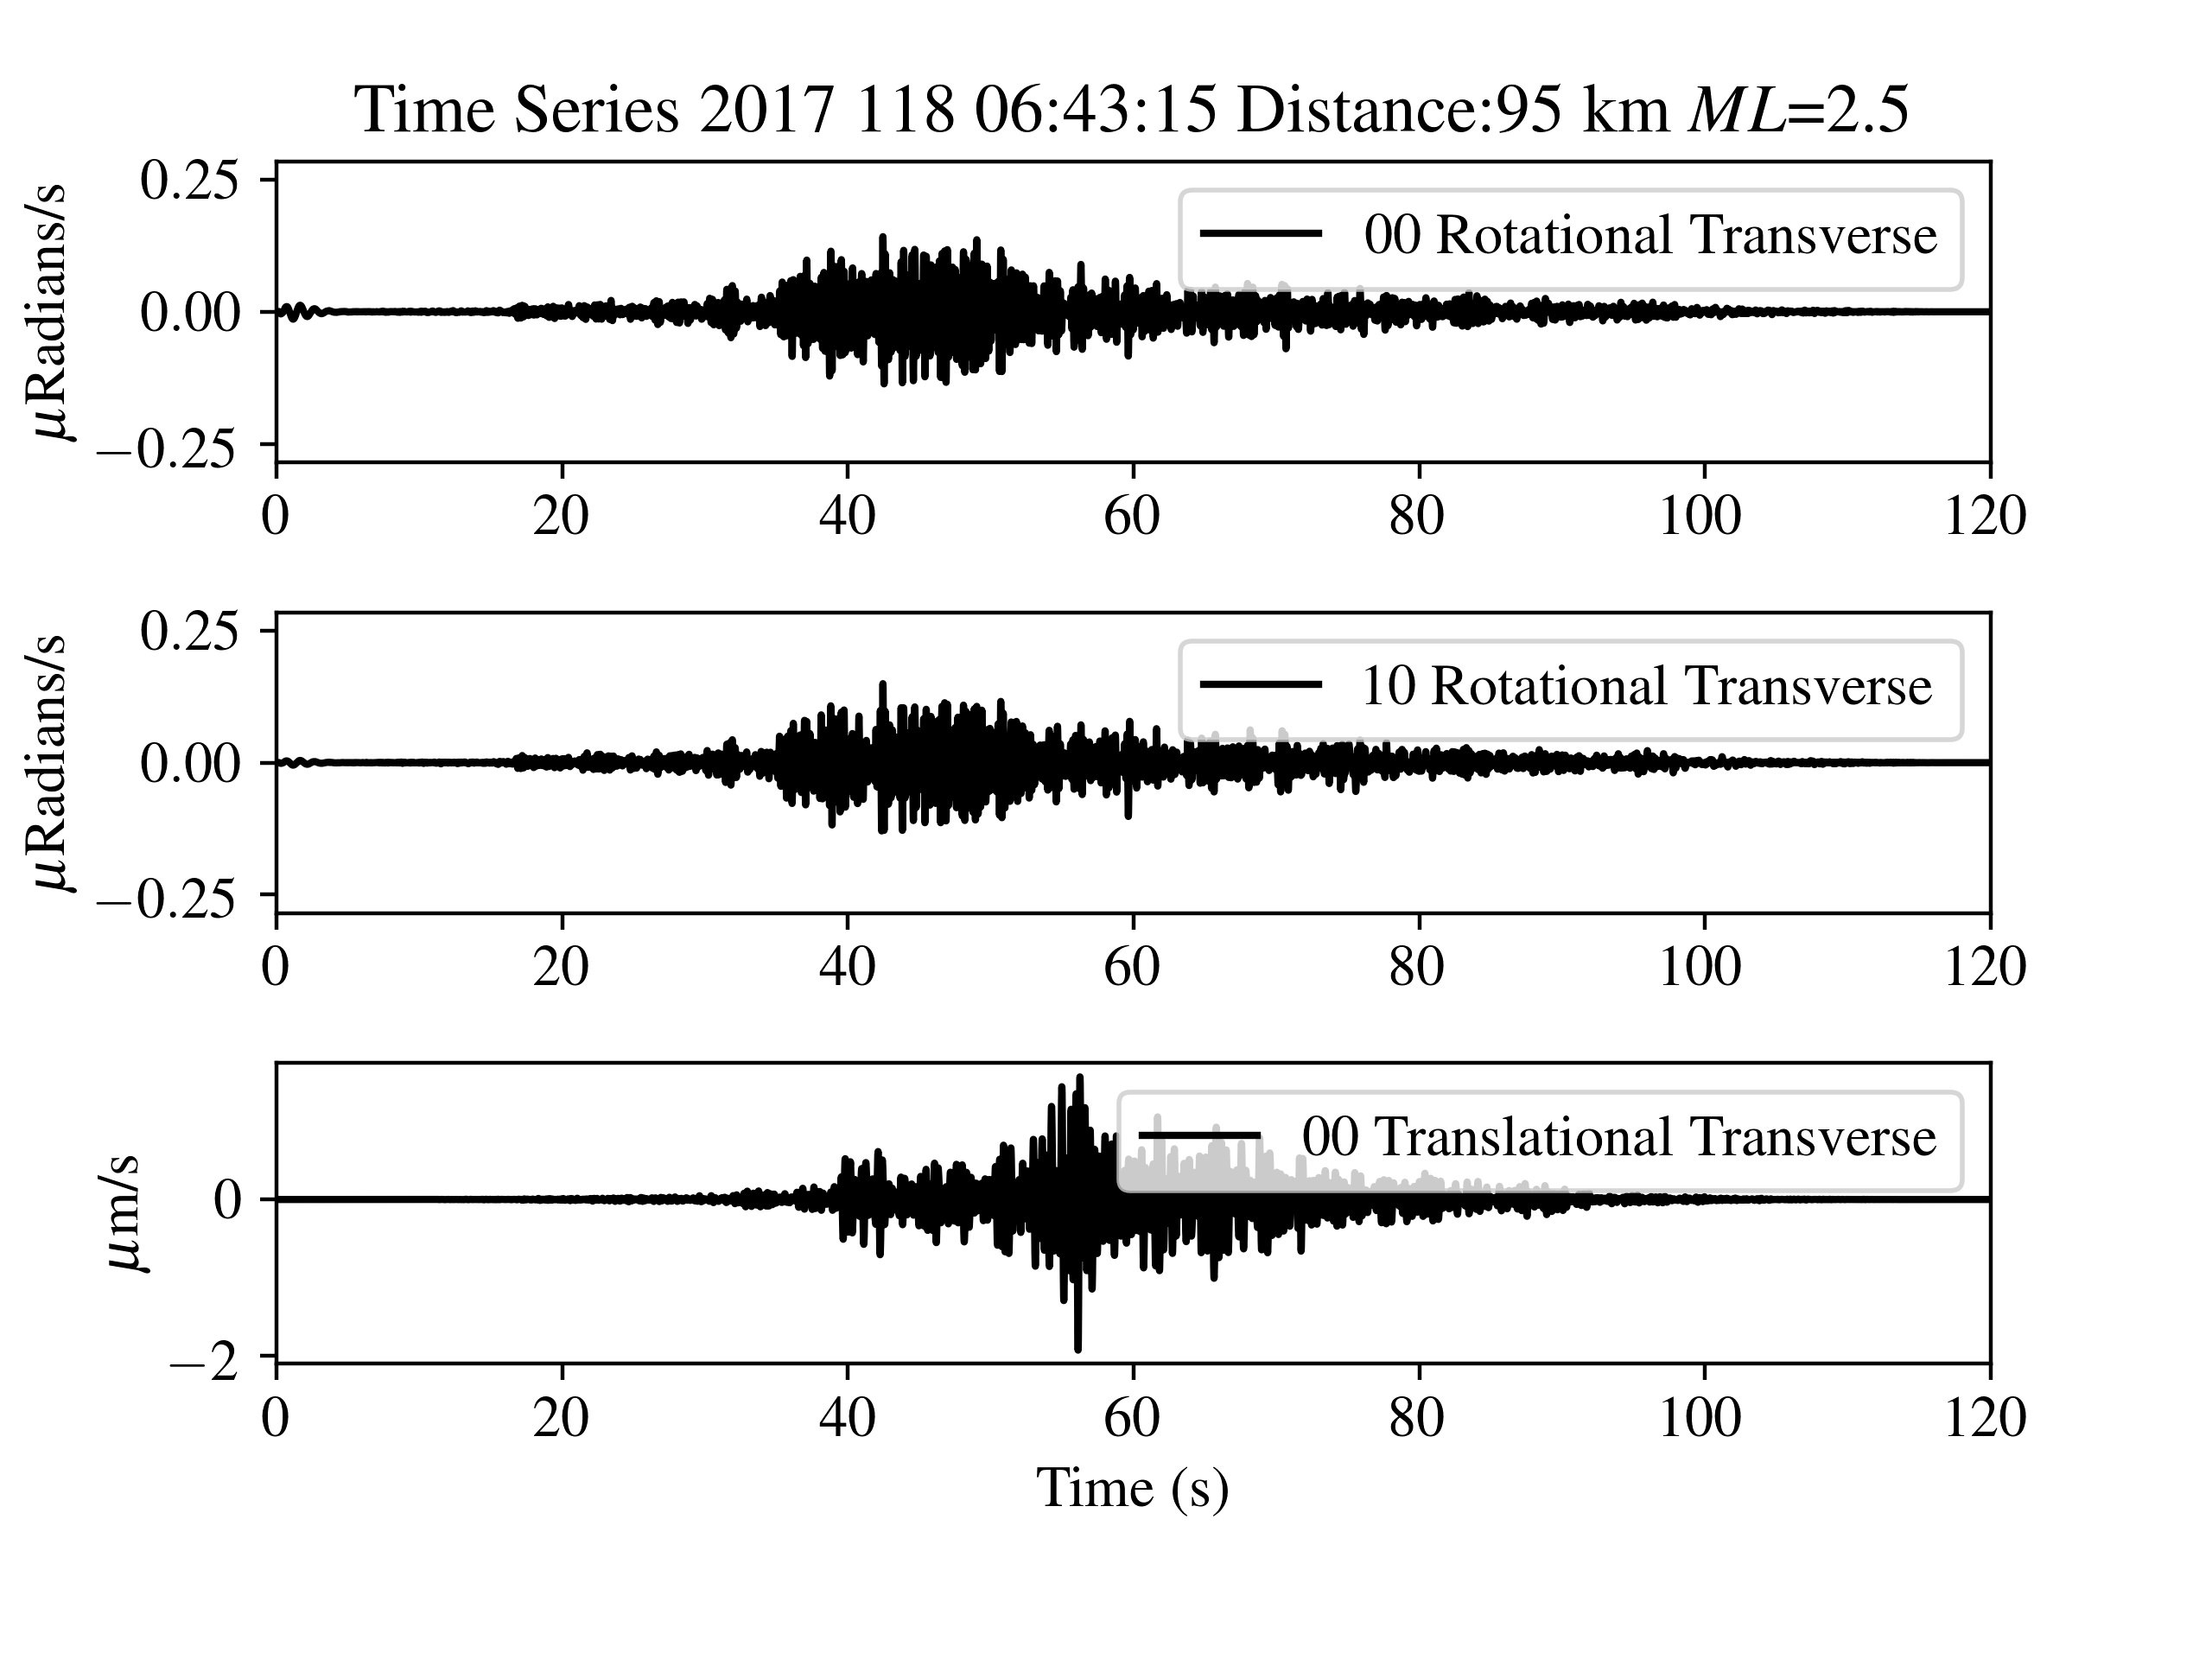 Time Series 2017 118 06:43:15 Distance:95 km ML=2.5
μRadians/s
0.25
0.00
−0.25
00 Rotational Transverse
0 20 40 60 80 100 120
μRadians/s
0.25
0.00
−0.25
10 Rotational Transverse
0 20 40 60 80 100 120
μm/s
0
−2
00 Translational Transverse
0 20 40 60 80 100 120
Time (s)